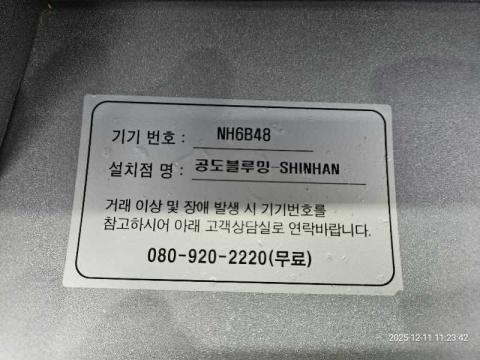 기기 번호 : NH6B48
설치점 명 : 공도블루밍-SHINHAN
거래 이상 및 장애 발생 시 기기번호를
참고하시어 아래 고객상담실로 연락바랍니다.
080-920-2220(무료)
2025-12-11 11:23:42